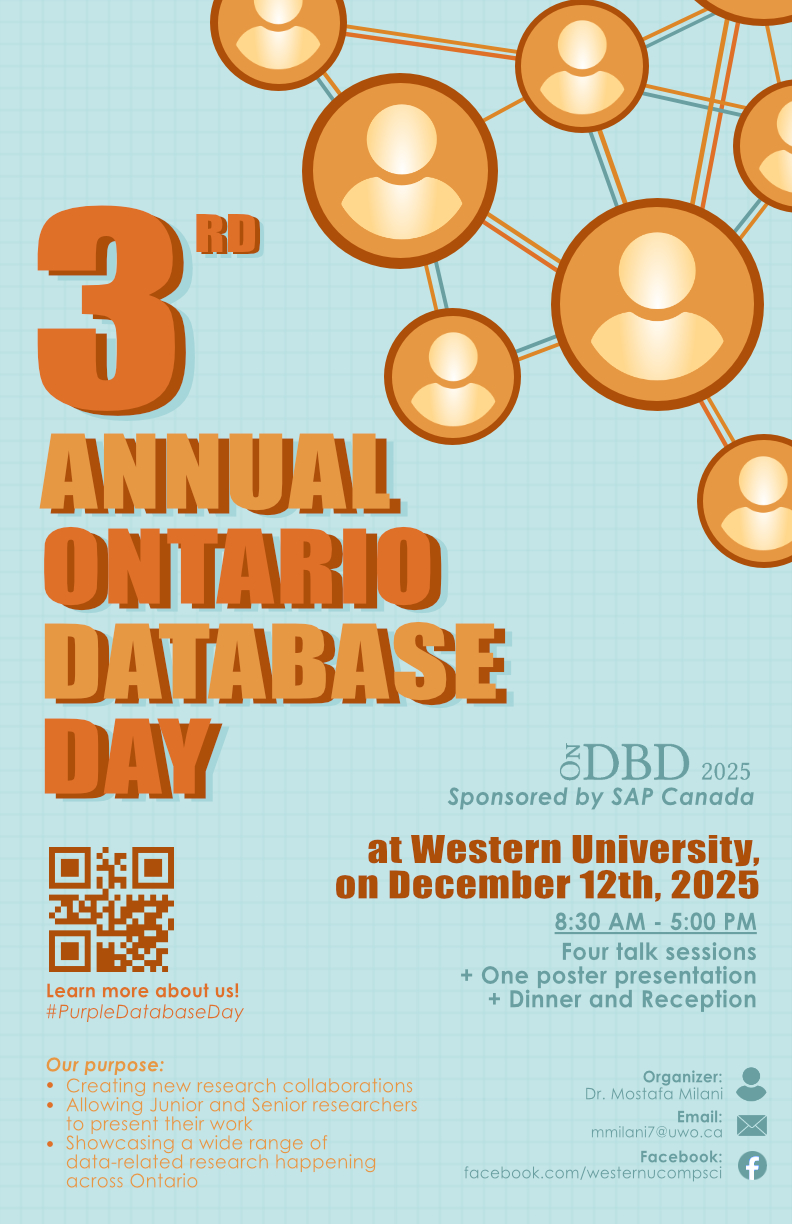 3RD
ANNUAL
ONTARIO
DATABASE
DAY
ONDBD 2025
Sponsored by SAP Canada
at Western University,
on December 12th, 2025
8:30 AM - 5:00 PM
Four talk sessions
+ One poster presentation
+ Dinner and Reception
Learn more about us!
#PurpleDatabaseDay
Our purpose:
• Creating new research collaborations
• Allowing Junior and Senior researchers
to present their work
• Showcasing a wide range of
data-related research happening
across Ontario
Organizer:
Dr. Mostafa Milani
Email:
mmilani7@uwo.ca
Facebook:
facebook.com/westernucompsci